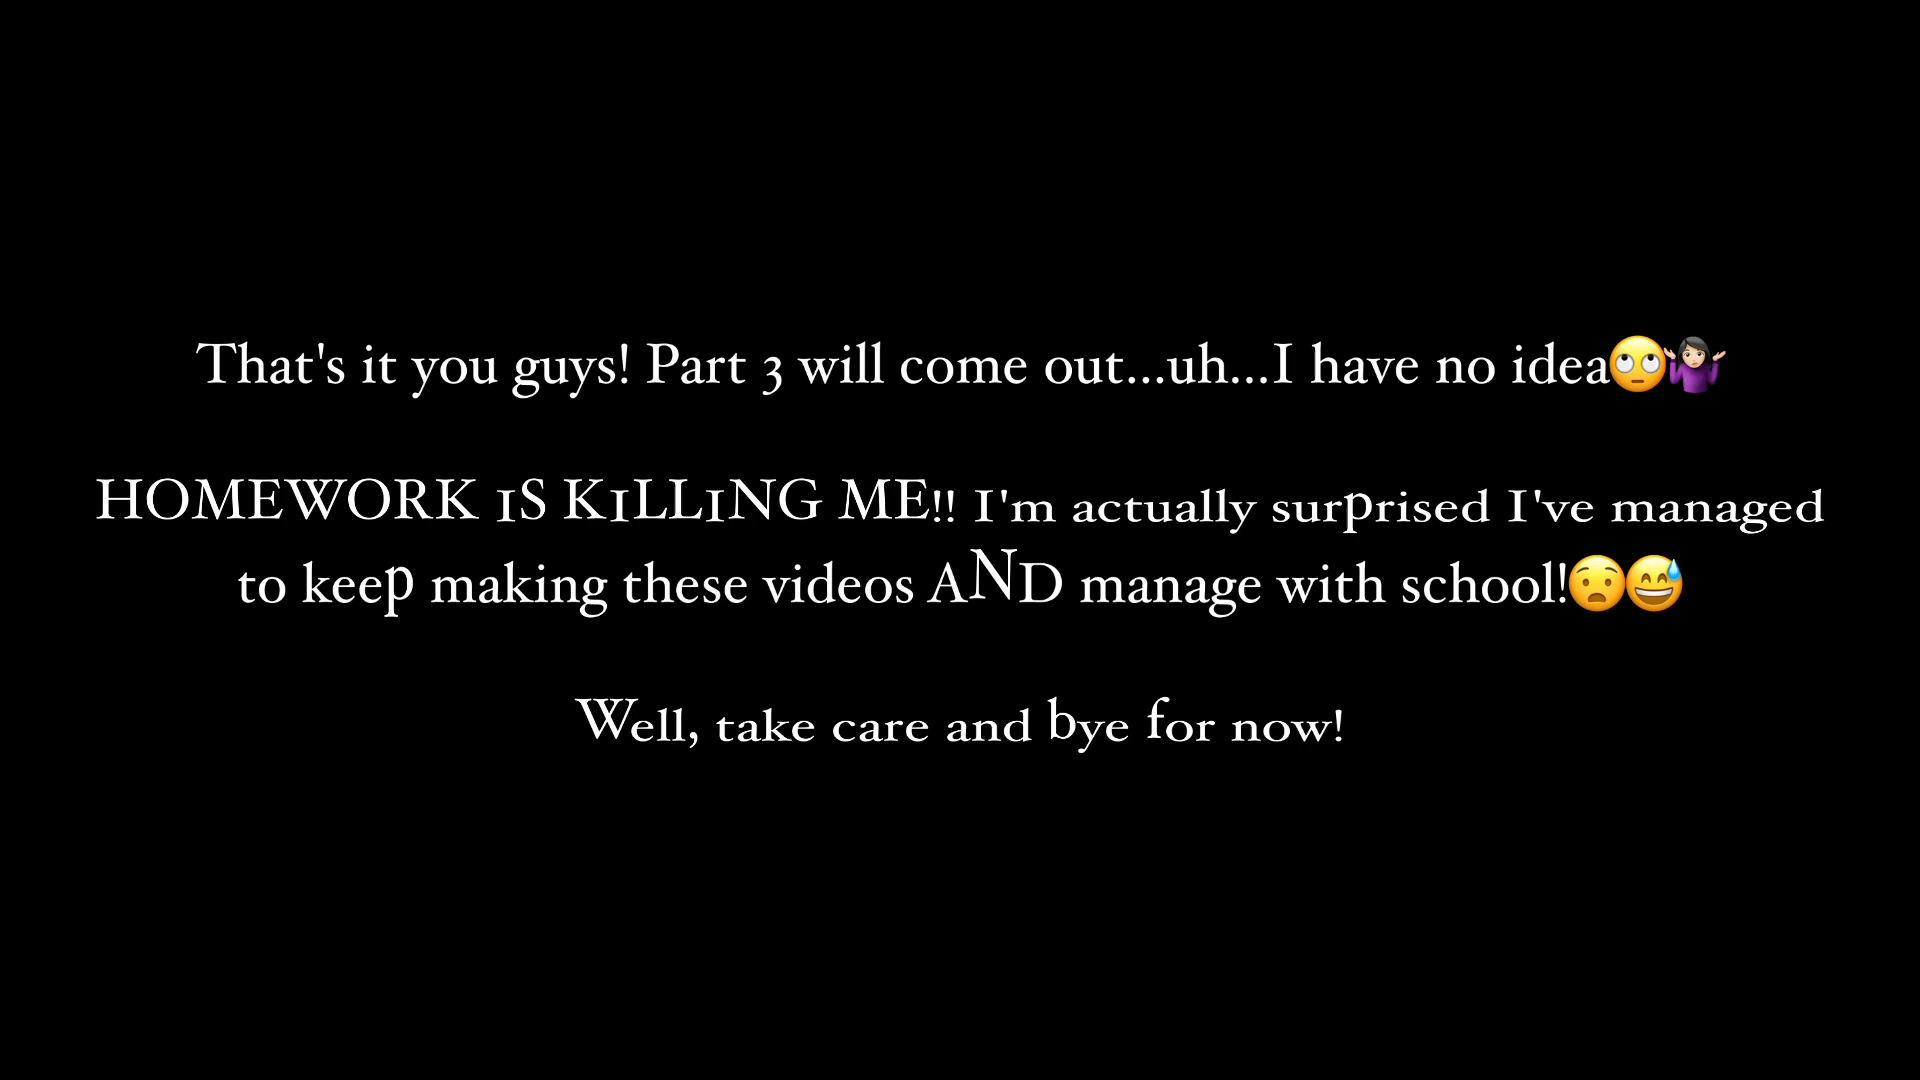 That's it you guys! Part 3 will come out...uh...I have no idea🙄🤷🏻‍♀️
HOMEWORK IS KILLING ME!! I'm actually surprised I've managed
to keep making these videos AND manage with school!😧😅
Well, take care and bye for now!